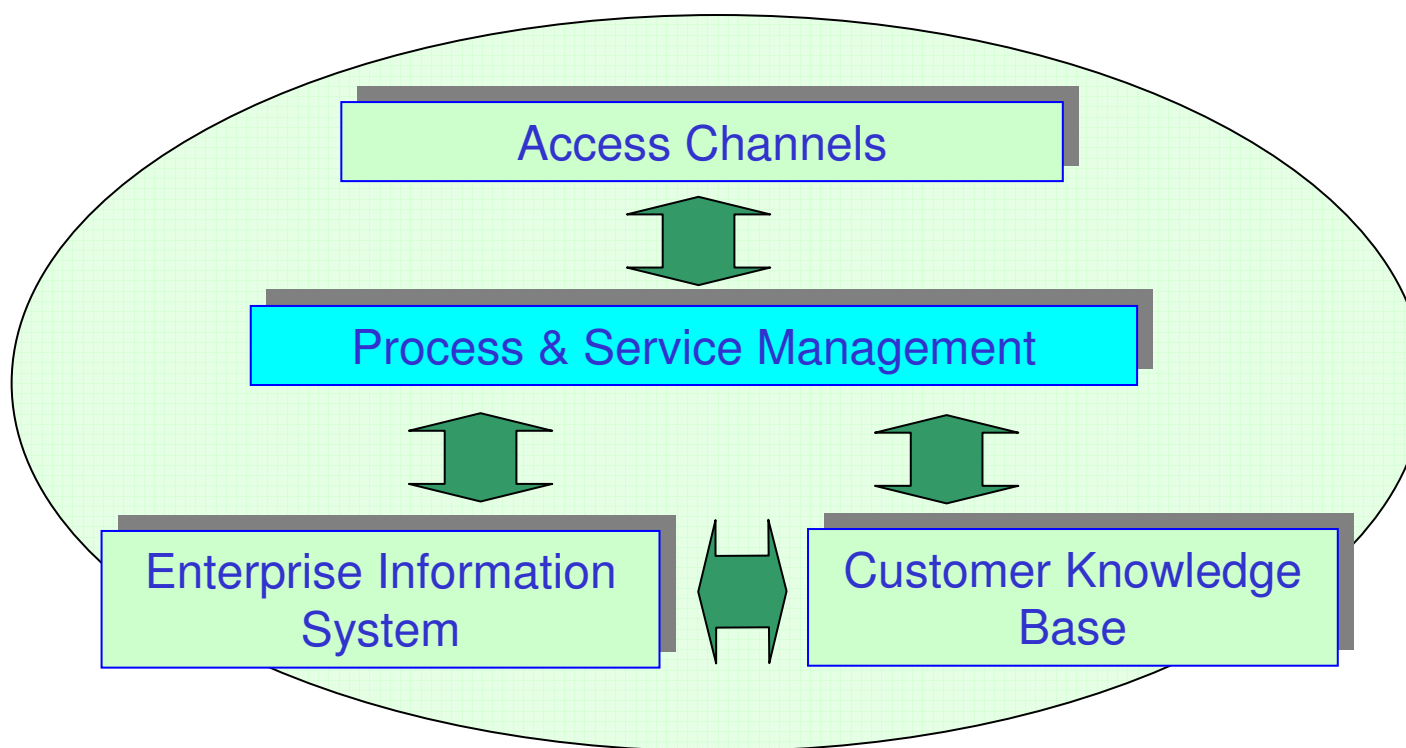 Access Channels
Process & Service Management
Enterprise Information
System
Customer Knowledge
Base